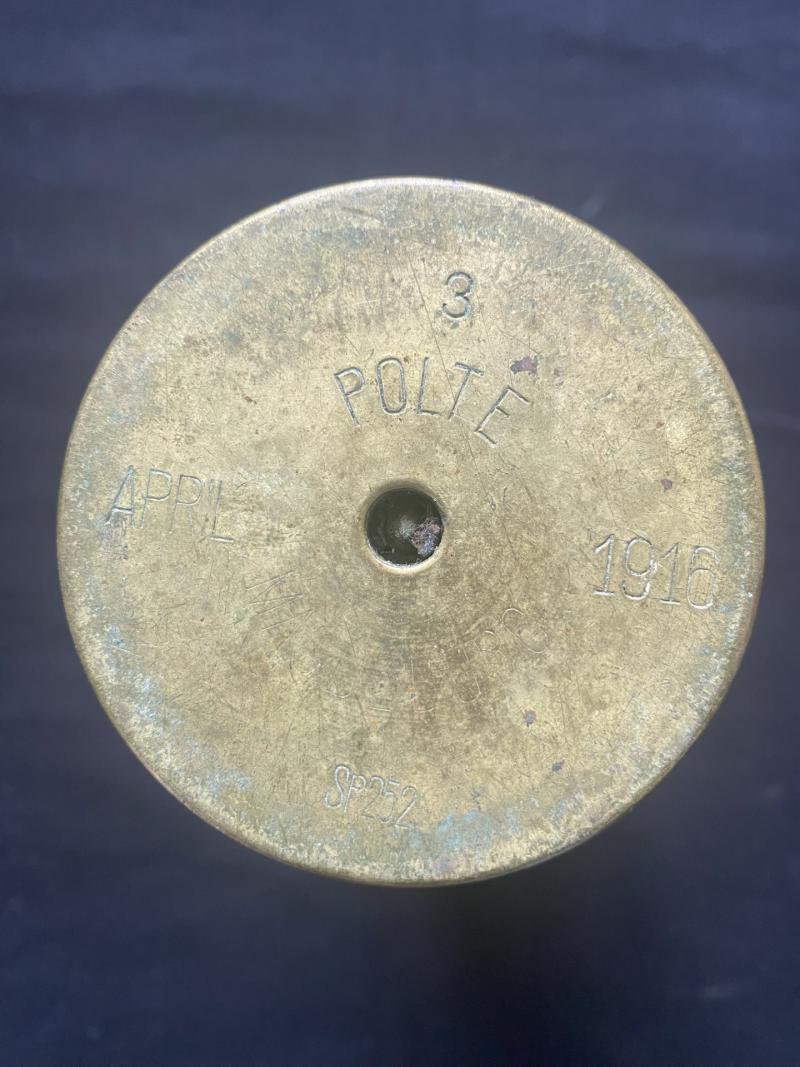 3
POLTE
APRIL
1916
SP252